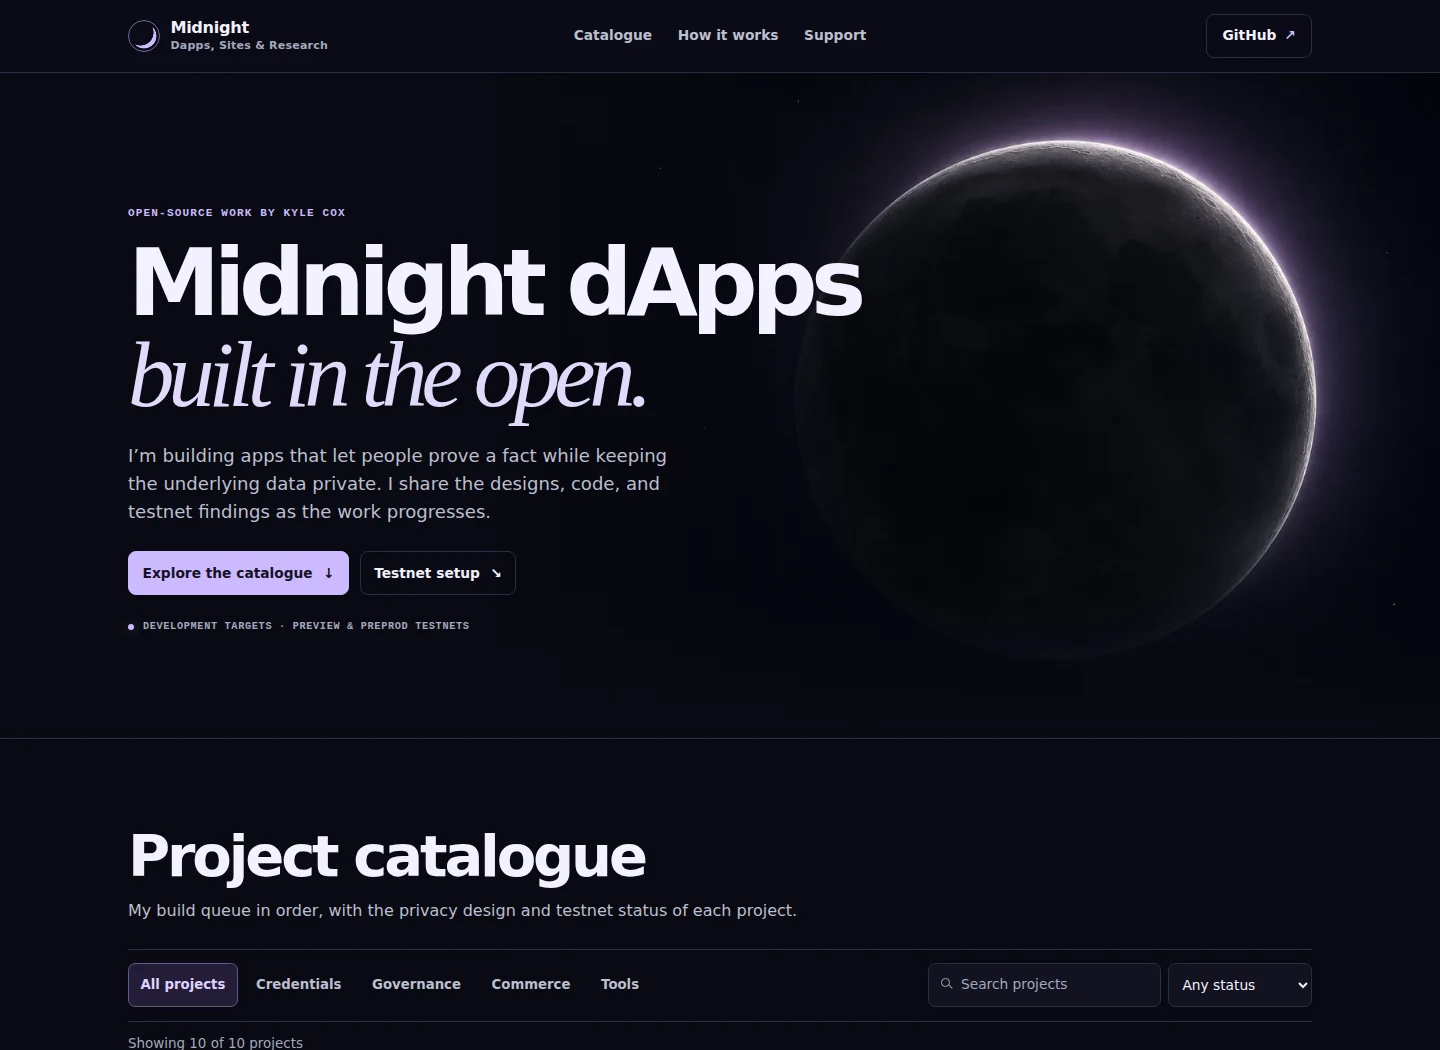 Midnight
Dapps, Sites & Research
Catalogue
How it works
Support
GitHub ↗
OPEN-SOURCE WORK BY KYLE COX
Midnight dApps
built in the open.
I’m building apps that let people prove a fact while keeping
the underlying data private. I share the designs, code, and
testnet findings as the work progresses.
Explore the catalogue ↓
Testnet setup ↘
DEVELOPMENT TARGETS · PREVIEW & PREPROD TESTNETS
Project catalogue
My build queue in order, with the privacy design and testnet status of each project.
All projects
Credentials
Governance
Commerce
Tools
Search projects
Any status
Showing 10 of 10 projects